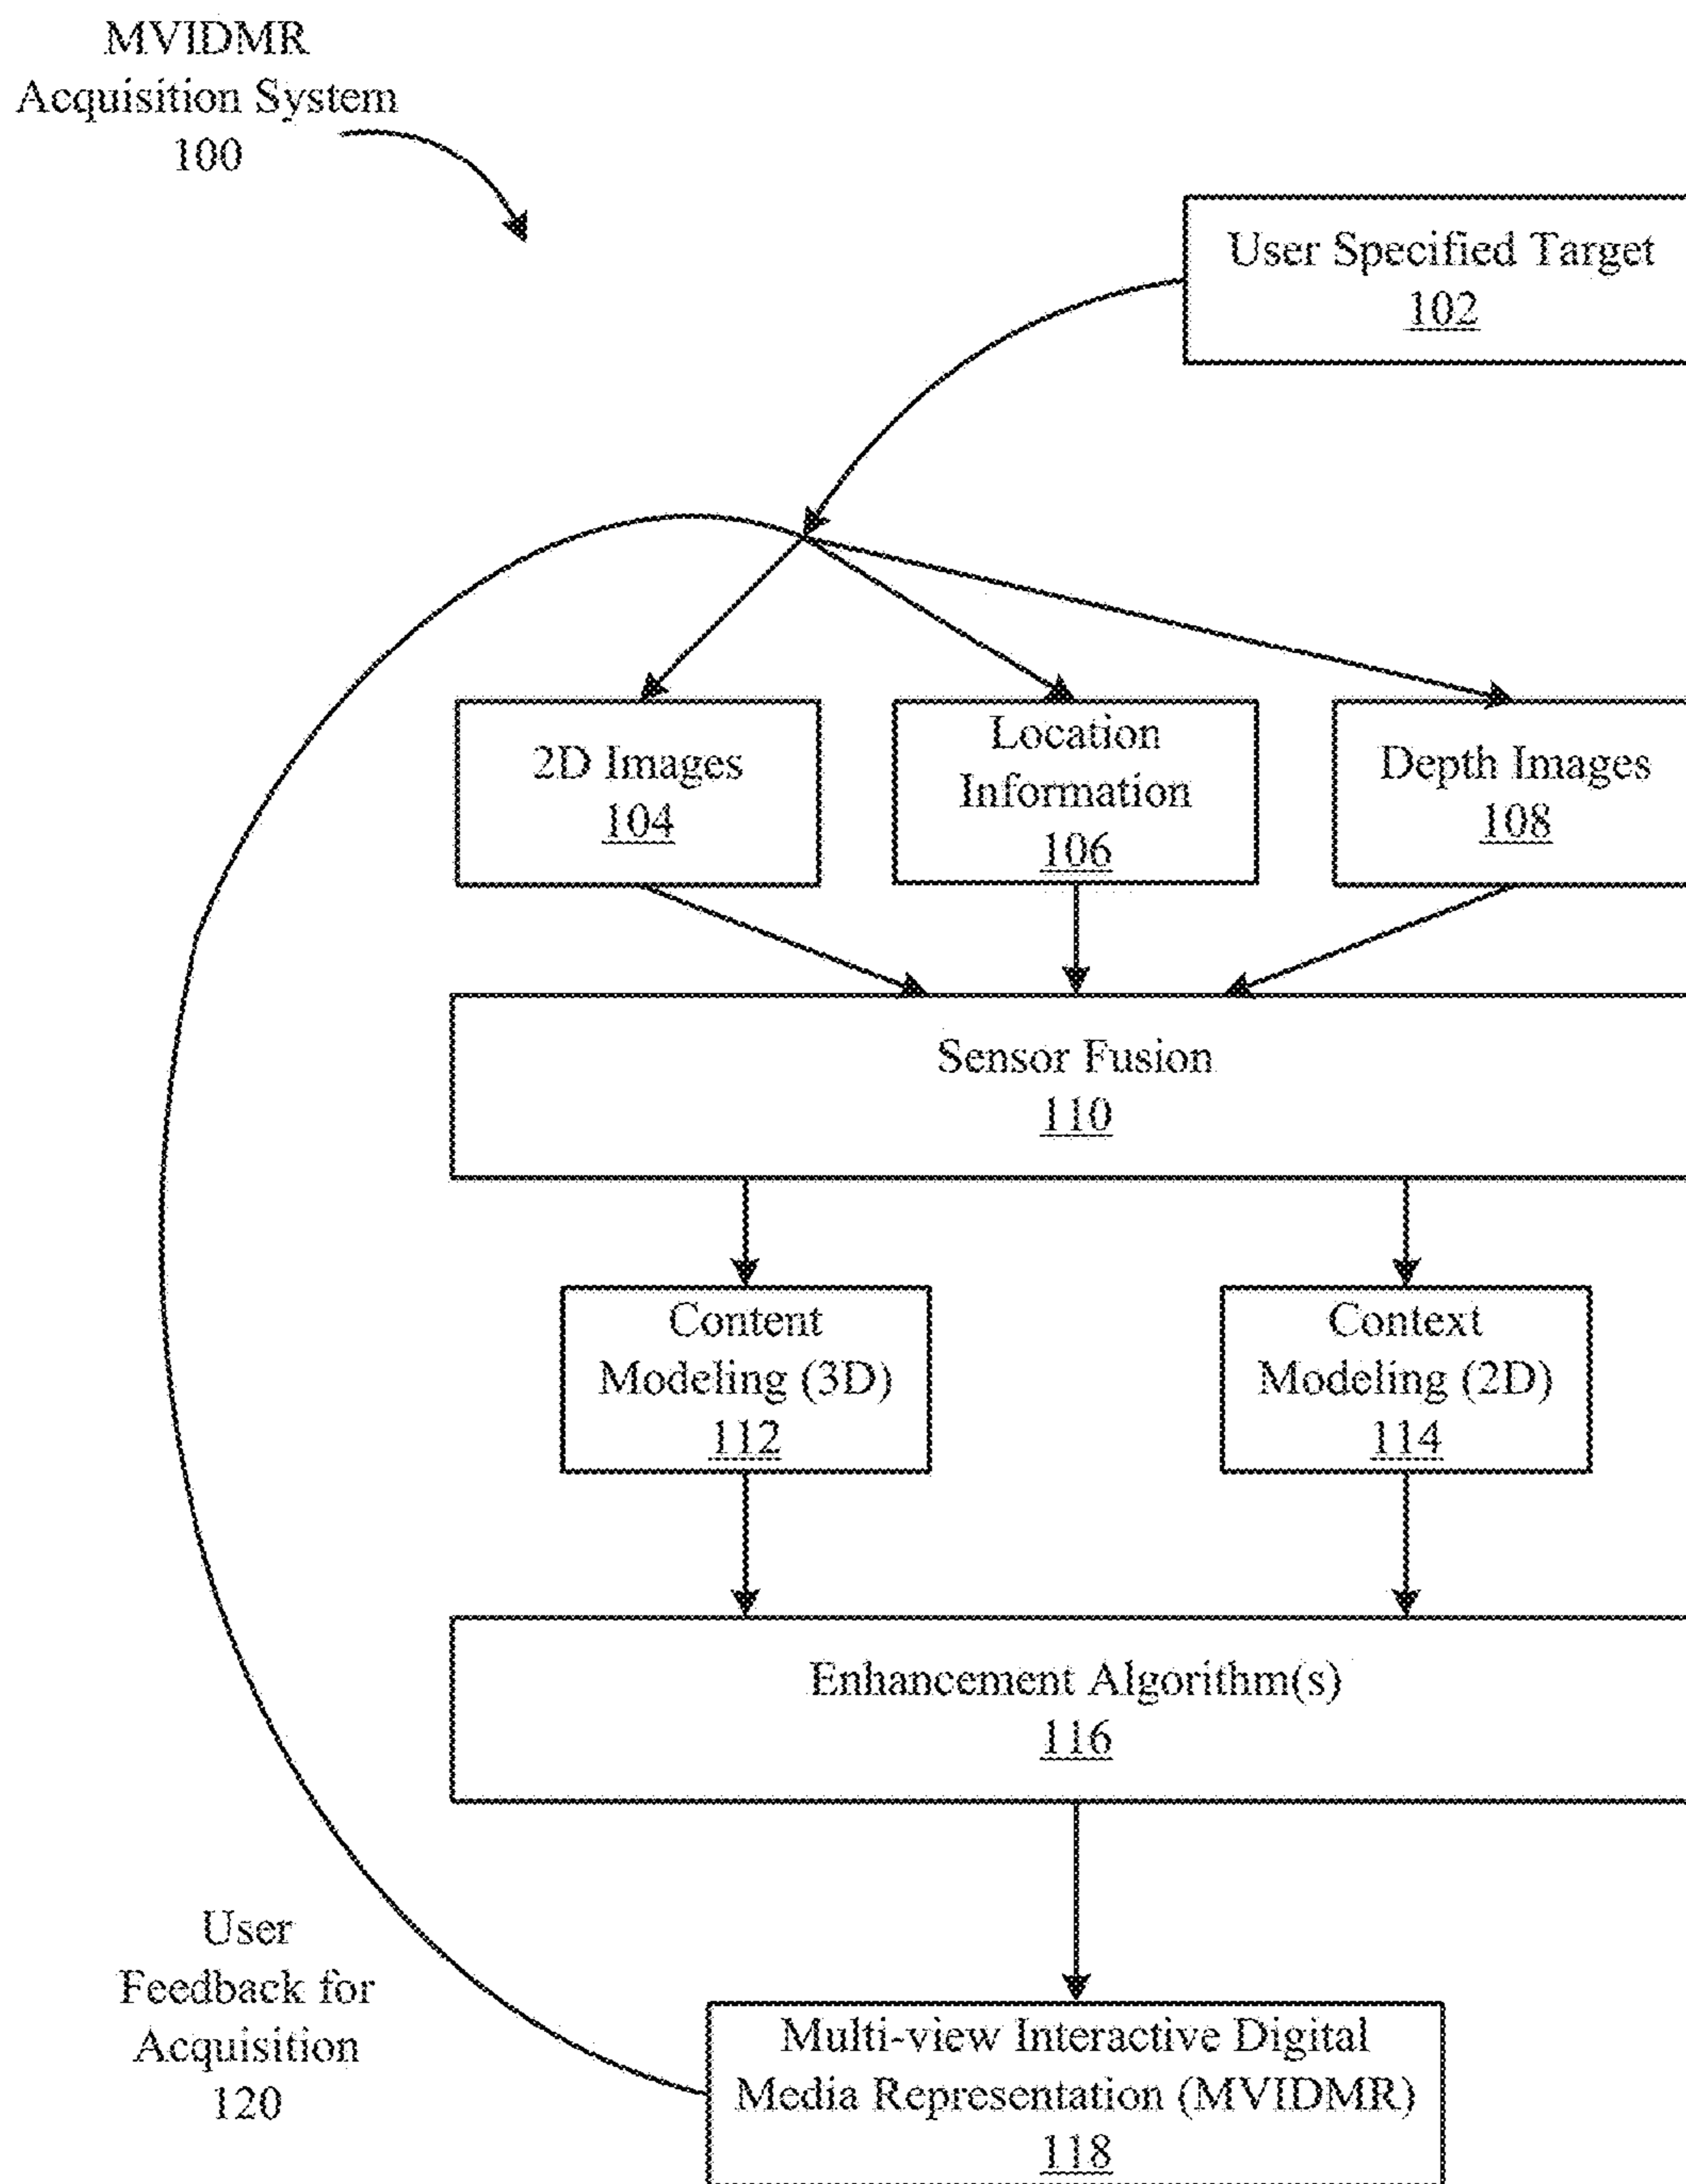 MVIDMR
Acquisition System
100
User Specified Target
102
2D Images
104
Location
Information
106
Depth Images
108
Sensor Fusion
110
Content
Modeling (3D)
112
Context
Modeling (2D)
114
Enhancement Algorithm(s)
116
User
Feedback for
Acquisition
120
Multi-view Interactive Digital
Media Representation (MVIDMR)
118